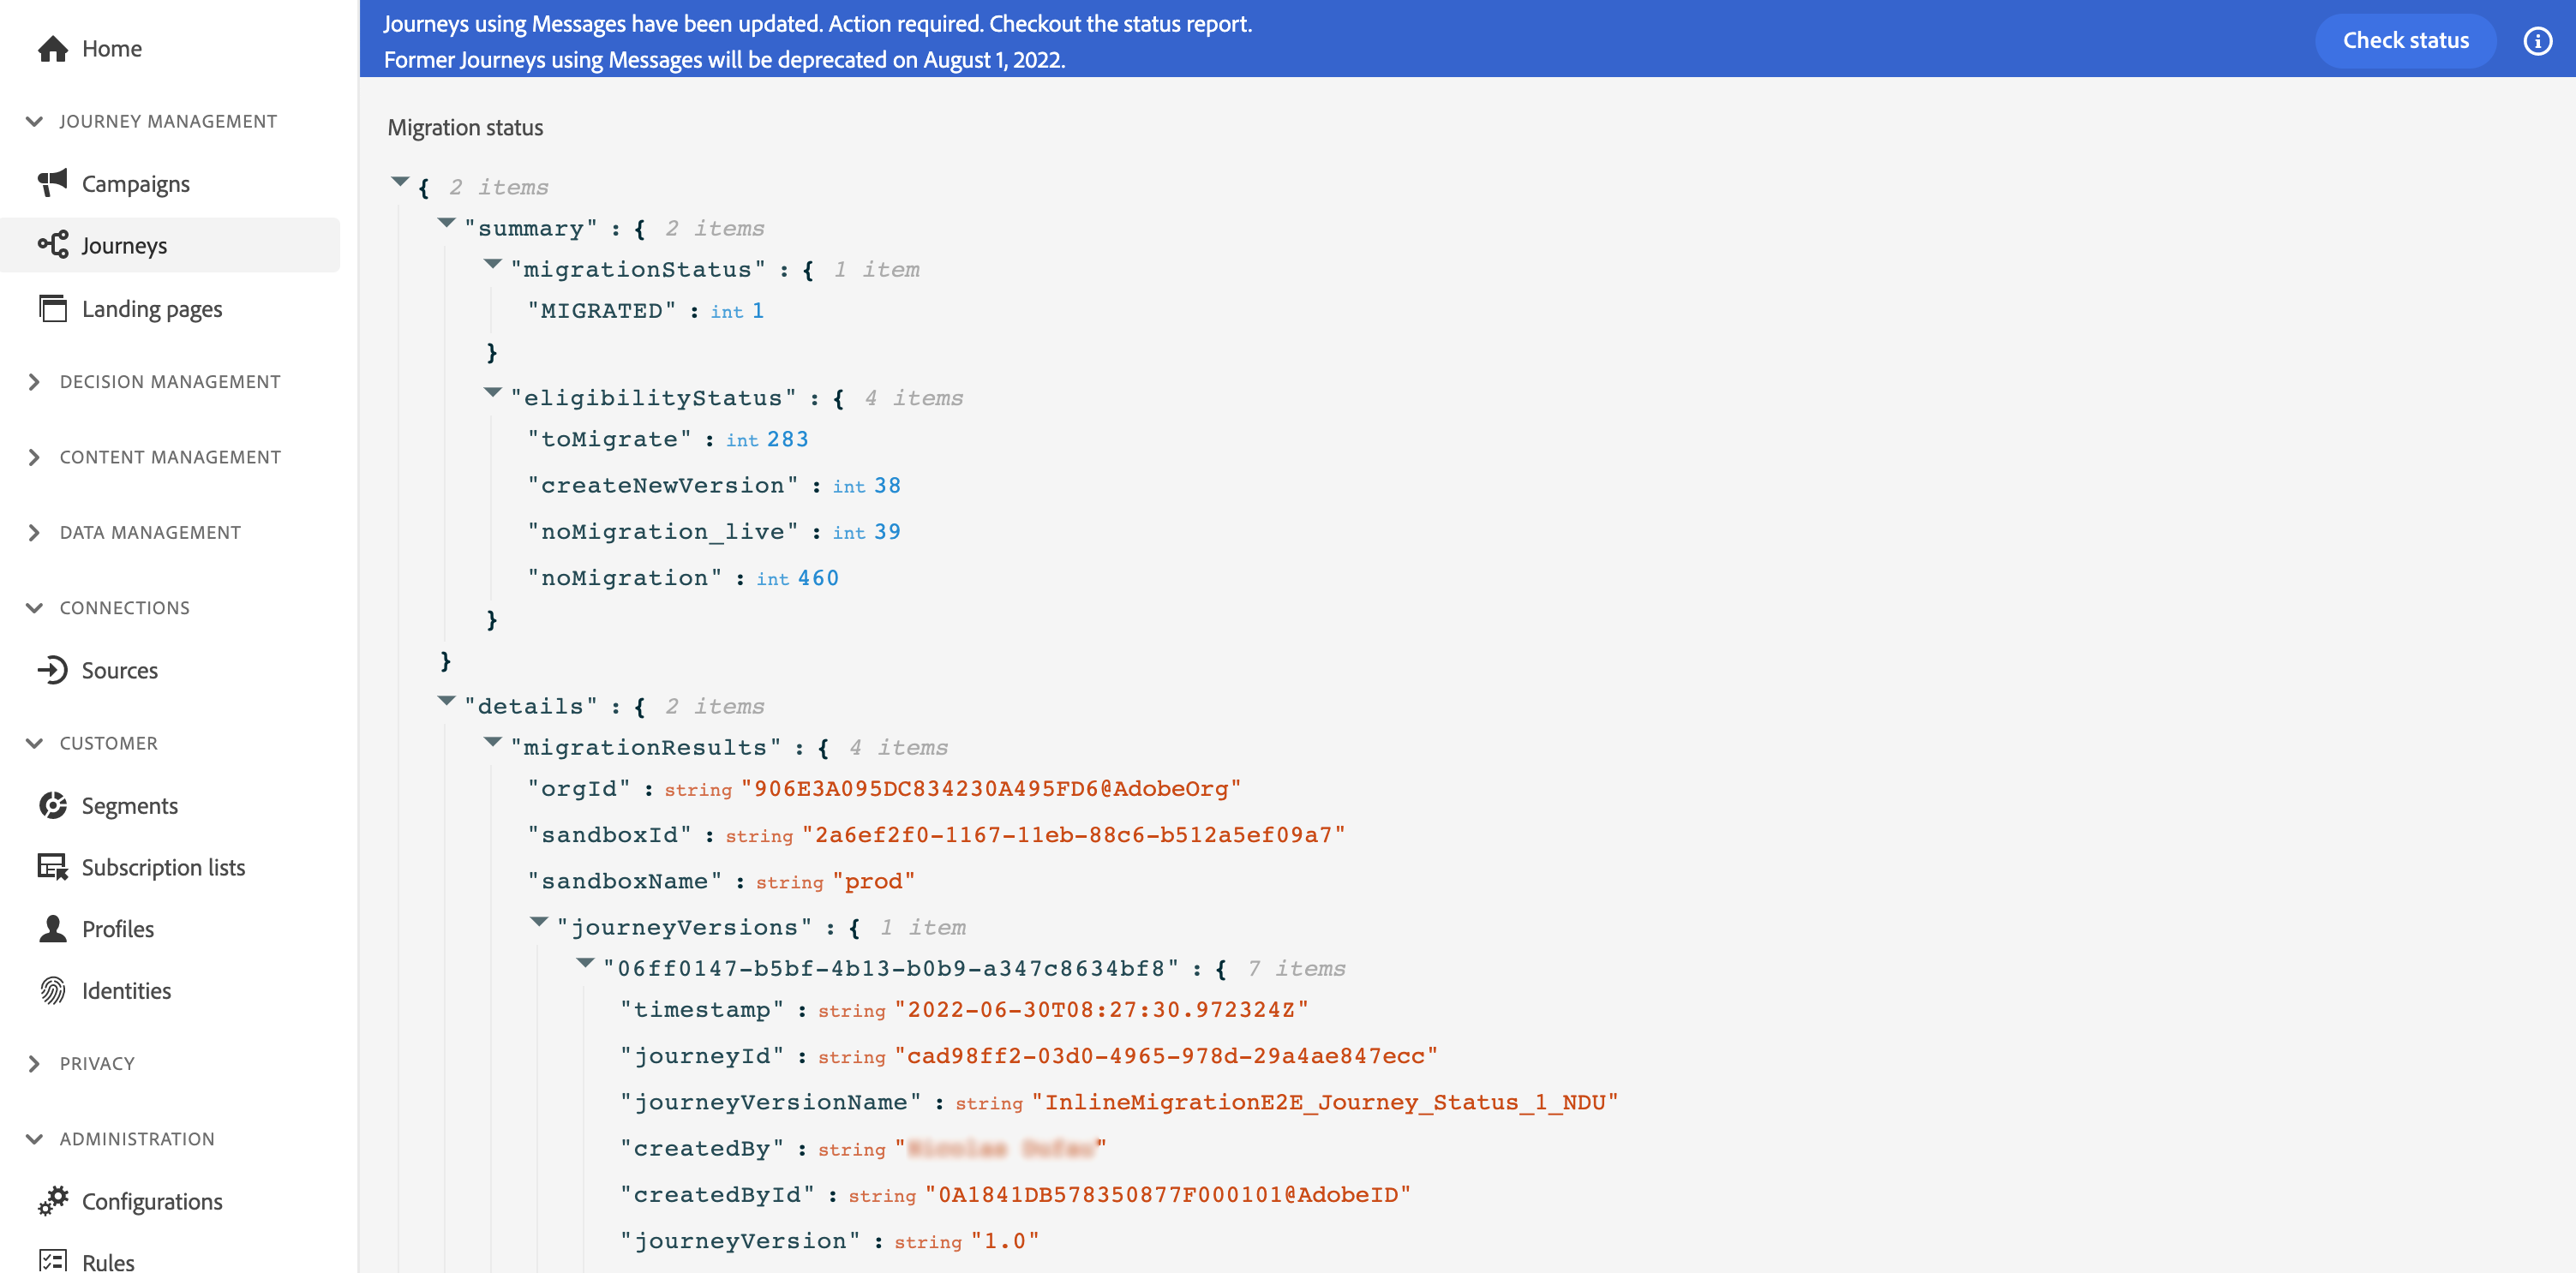 Home
JOURNEY MANAGEMENT
Campaigns
Journeys
Landing pages
DECISION MANAGEMENT
CONTENT MANAGEMENT
DATA MANAGEMENT
CONNECTIONS
Sources
CUSTOMER
Segments
Subscription lists
Profiles
Identities
PRIVACY
ADMINISTRATION
Configurations
Rules
Journeys using Messages have been updated. Action required. Checkout the status report.
Former Journeys using Messages will be deprecated on August 1, 2022.
Check status
Migration status
{ 2 items
"summary" : { 2 items
"migrationStatus" : { 1 item
"MIGRATED" : int 1
}
"eligibilityStatus" : { 4 items
"toMigrate" : int 283
"createNewVersion" : int 38
"noMigration_live" : int 39
"noMigration" : int 460
}
}
"details" : { 2 items
"migrationResults" : { 4 items
"orgId" : string "906E3A095DC834230A495FD6@AdobeOrg"
"sandboxId" : string "2a6ef2f0-1167-11eb-88c6-b512a5ef09a7"
"sandboxName" : string "prod"
"journeyVersions" : { 1 item
"06ff0147-b5bf-4b13-b0b9-a347c8634bf8" : { 7 items
"timestamp" : string "2022-06-30T08:27:30.972324Z"
"journeyId" : string "cad98ff2-03d0-4965-978d-29a4ae847ecc"
"journeyVersionName" : string "InlineMigrationE2E_Journey_Status_1_NDU"
"createdBy" : string " "
"createdById" : string "0A1841DB578350877F000101@AdobeID"
"journeyVersion" : string "1.0"